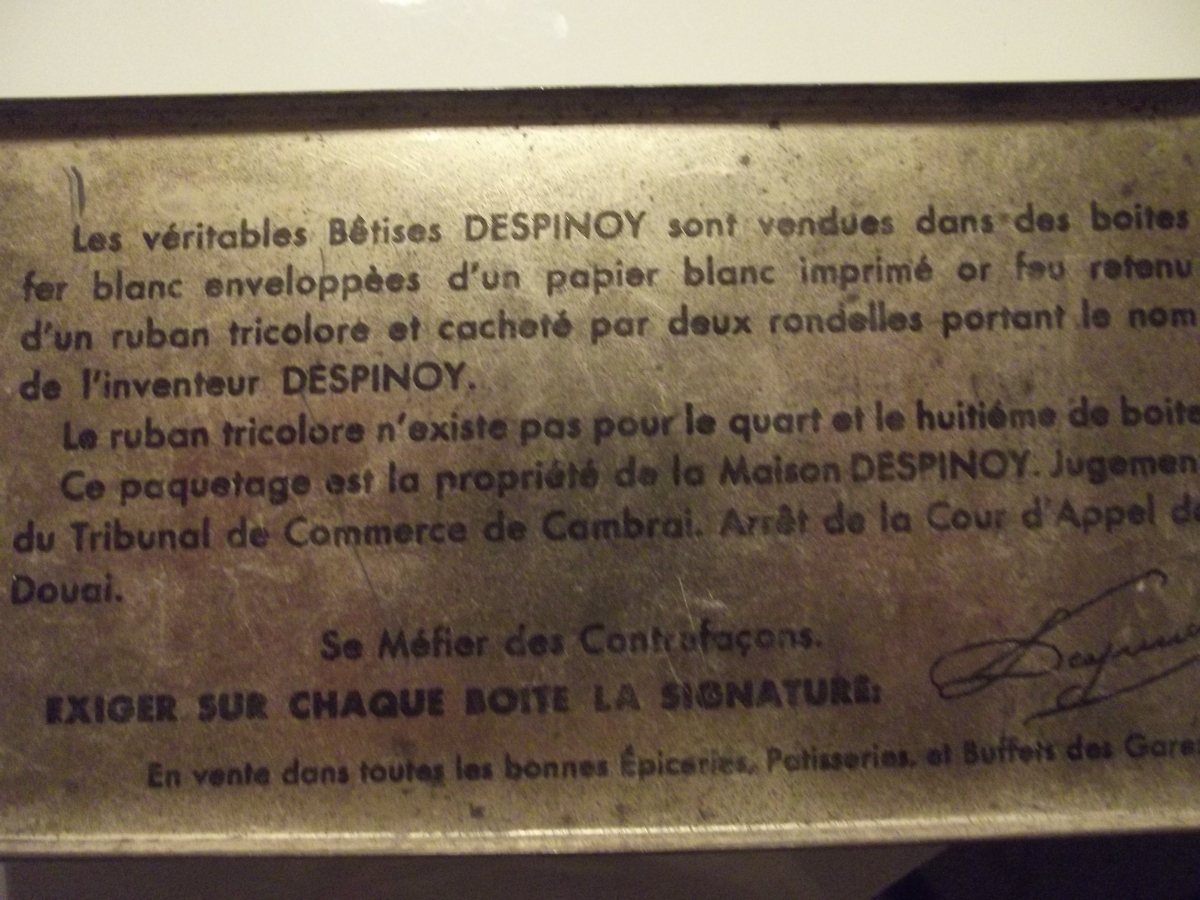 Les véritables Bêtises DESPINOY sont vendues dans des boites
fer blanc enveloppèes d'un papier blanc imprimé or feu retenu
d'un ruban tricolore et cacheté par deux rondelles portant le nom
de l'inventeur DESPINOY.
Le ruban tricolore n'existe pas pour le quart et le huitiéme de boite
Ce paquetage est la propriété de la Maison DESPINOY. Jugemen
du Tribunal de Commerce de Cambrai. Arrêt de la Cour d'Appel de
Douai.
Se Méfier des Contrefaçons.
EXIGER SUR CHAQUE BOITE LA SIGNATURE:
En vente dans toutes les bonnes Épiceries, Patisseries, et Buffets des Gares